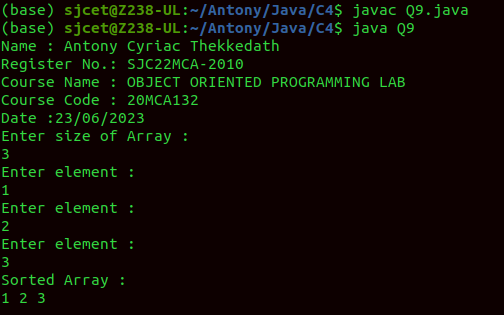 (base) sjcet@Z238-UL:~/Antony/Java/C4$ javac Q9.java
(base) sjcet@Z238-UL:~/Antony/Java/C4$ java Q9
Name : Antony Cyriac Thekkedath
Register No.: SJC22MCA-2010
Course Name : OBJECT ORIENTED PROGRAMMING LAB
Course Code : 20MCA132
Date :23/06/2023
Enter size of Array :
3
Enter element :
1
Enter element :
2
Enter element :
3
Sorted Array :
1 2 3